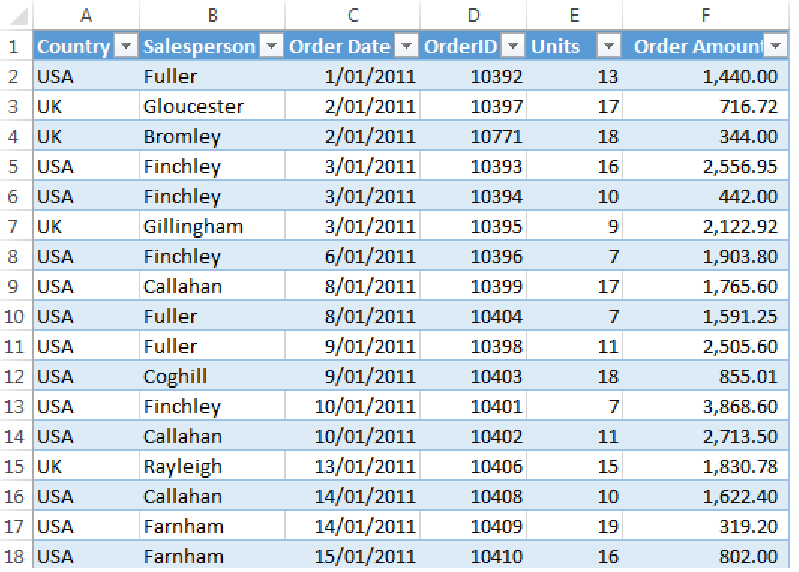 A B C D E F
1 Country Salesperson Order Date OrderID Units Order Amount
2 USA Fuller 1/01/2011 10392 13 1,440.00
3 UK Gloucester 2/01/2011 10397 17 716.72
4 UK Bromley 2/01/2011 10771 18 344.00
5 USA Finchley 3/01/2011 10393 16 2,556.95
6 USA Finchley 3/01/2011 10394 10 442.00
7 UK Gillingham 3/01/2011 10395 9 2,122.92
8 USA Finchley 6/01/2011 10396 7 1,903.80
9 USA Callahan 8/01/2011 10399 17 1,765.60
10 USA Fuller 8/01/2011 10404 7 1,591.25
11 USA Fuller 9/01/2011 10398 11 2,505.60
12 USA Coghill 9/01/2011 10403 18 855.01
13 USA Finchley 10/01/2011 10401 7 3,868.60
14 USA Callahan 10/01/2011 10402 11 2,713.50
15 UK Rayleigh 13/01/2011 10406 15 1,830.78
16 USA Callahan 14/01/2011 10408 10 1,622.40
17 USA Farnham 14/01/2011 10409 19 319.20
18 USA Farnham 15/01/2011 10410 16 802.00